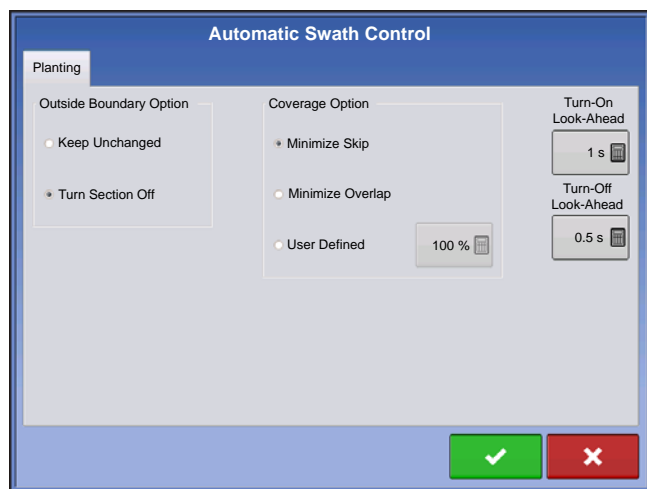 Automatic Swath Control
Planting
Outside Boundary Option
Keep Unchanged
Turn Section Off
Coverage Option
Minimize Skip
Minimize Overlap
User Defined
100 %
Turn-On
Look-Ahead
1 s
Turn-Off
Look-Ahead
0.5 s